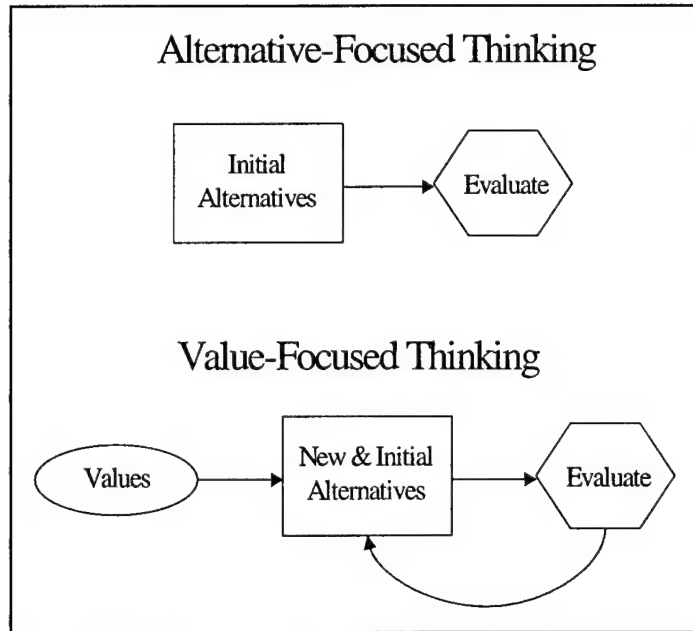 Alternative-Focused Thinking
Initial
Alternatives
Evaluate
Value-Focused Thinking
Values
New & Initial
Alternatives
Evaluate